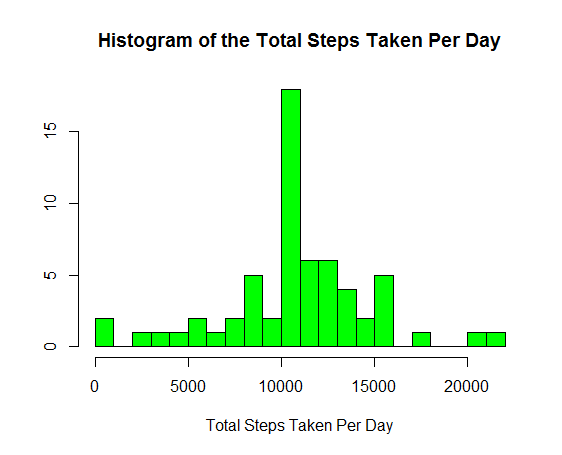 Histogram of the Total Steps Taken Per Day
15
10
5
0
0 5000 10000 15000 20000
Total Steps Taken Per Day